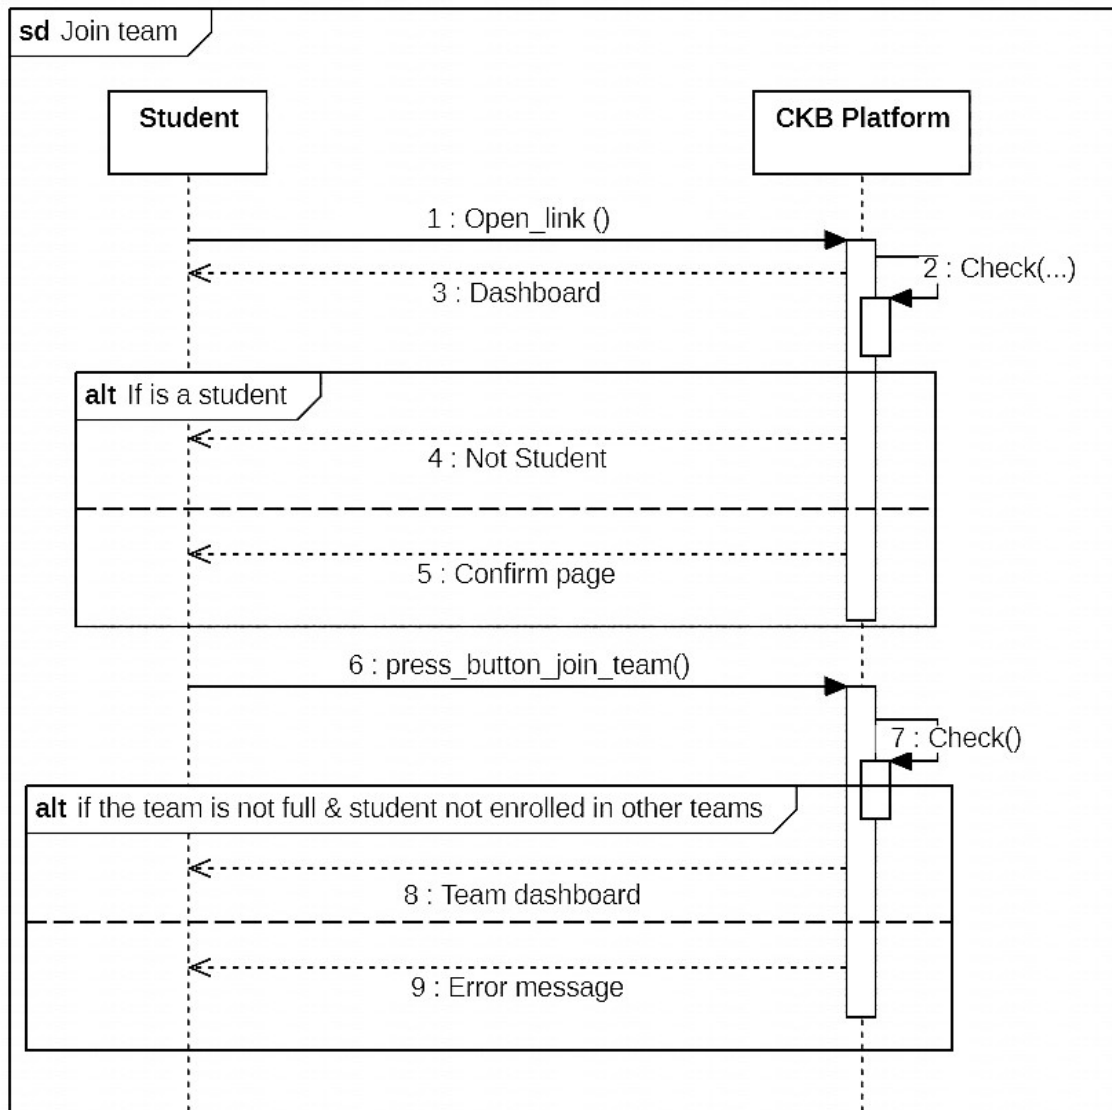 sd Join team
Student
CKB Platform
1 : Open_link ()
2 : Check(...)
3 : Dashboard
alt If is a student
4 : Not Student
5 : Confirm page
6 : press_button_join_team()
7 : Check()
alt if the team is not full & student not enrolled in other teams
8 : Team dashboard
9 : Error message